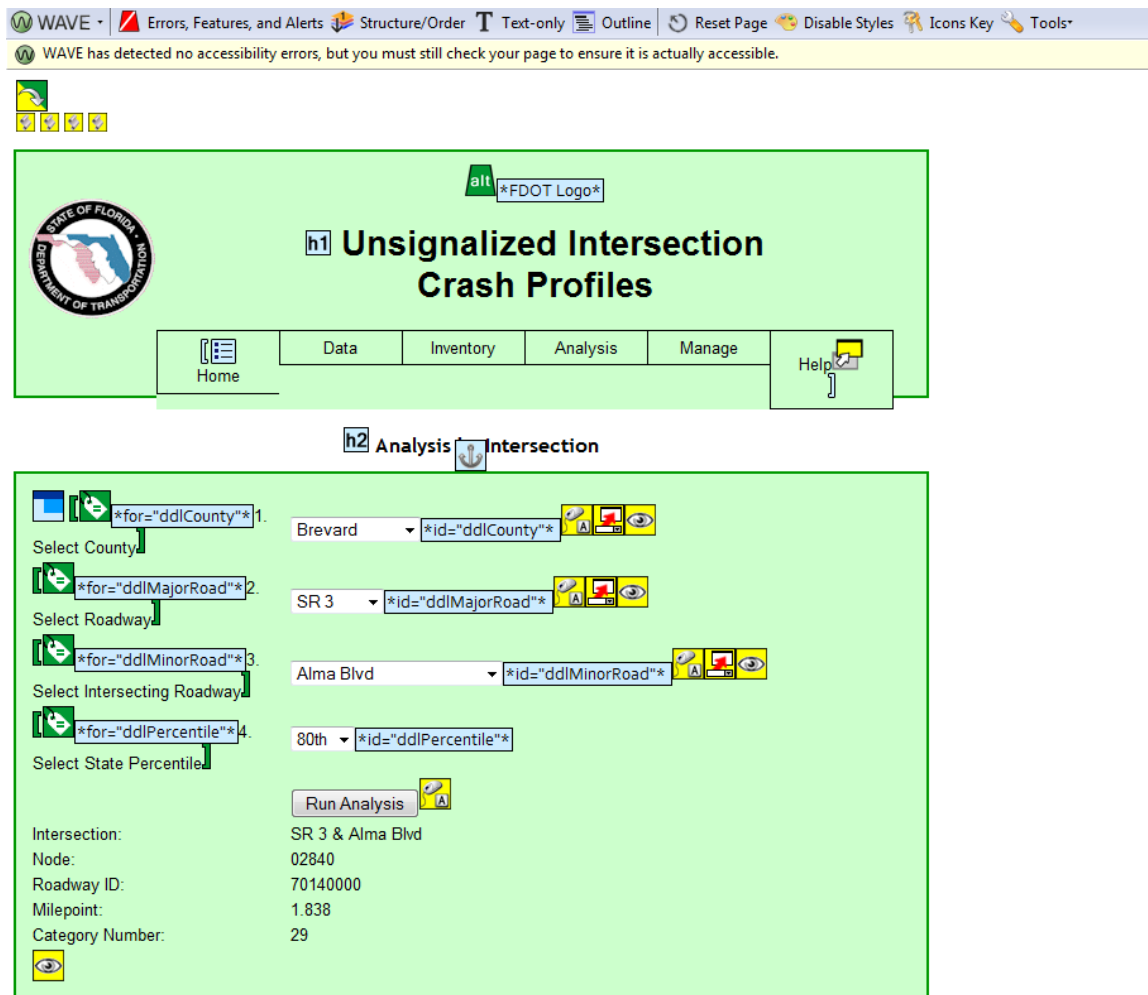 WAVE Errors, Features, and Alerts Structure/Order T Text-only Outline Reset Page Disable Styles Icons Key Tools
WAVE has detected no accessibility errors, but you must still check your page to ensure it is actually accessible.
alt *FDOT Logo*
STATE OF FLORIDA
DEPARTMENT OF TRANSPORTATION
h1 Unsignalized Intersection
Crash Profiles
Home Data Inventory Analysis Manage Help
h2 Analysis Intersection
*for="ddlCounty"* 1.
Select County
Brevard *id="ddlCounty"* A
*for="ddlMajorRoad"* 2.
Select Roadway
SR 3 *id="ddlMajorRoad"* A
*for="ddlMinorRoad"* 3.
Select Intersecting Roadway
Alma Blvd *id="ddlMinorRoad"* A
*for="ddlPercentile"* 4.
Select State Percentile
80th *id="ddlPercentile"*
Run Analysis A
Intersection: SR 3 & Alma Blvd
Node: 02840
Roadway ID: 70140000
Milepoint: 1.838
Category Number: 29